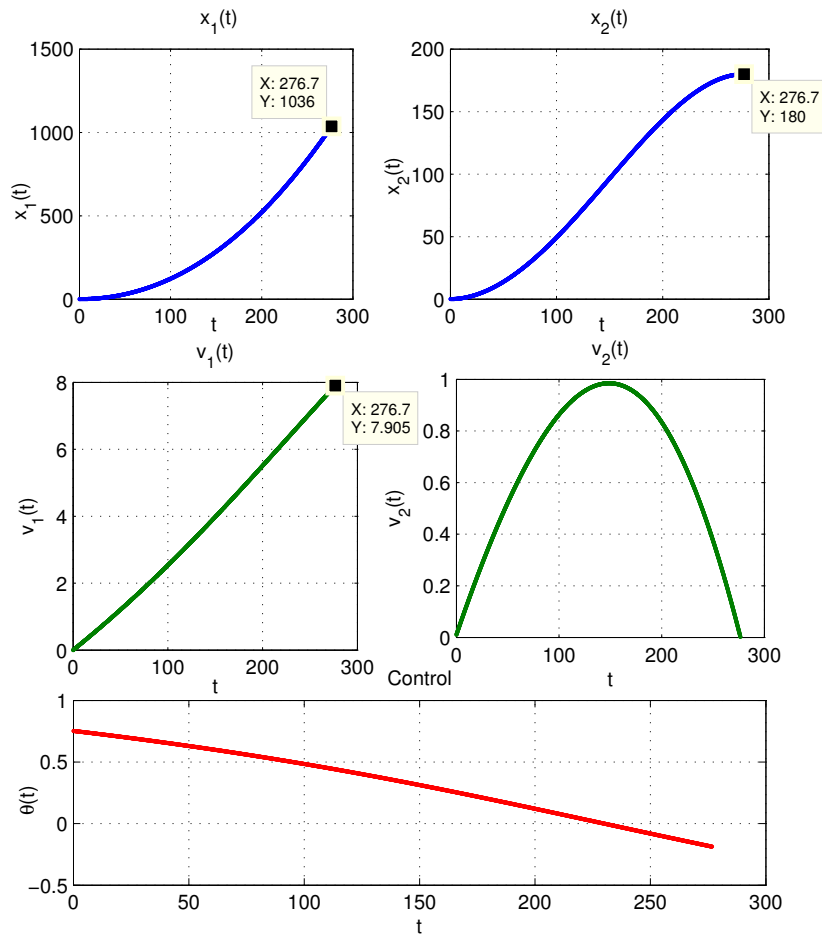 x_1(t)
1500
1000
500
0
0
100
200
300
x_1(t)
t
X: 276.7
Y: 1036
x_2(t)
200
150
100
50
0
0
100
200
300
x_2(t)
t
X: 276.7
Y: 180
v_1(t)
8
6
4
2
0
0
100
200
300
v_1(t)
t
X: 276.7
Y: 7.905
v_2(t)
1
0.8
0.6
0.4
0.2
0
0
100
200
300
v_2(t)
t
Control
1
0.5
0
−0.5
0
50
100
150
200
250
300
θ(t)
t